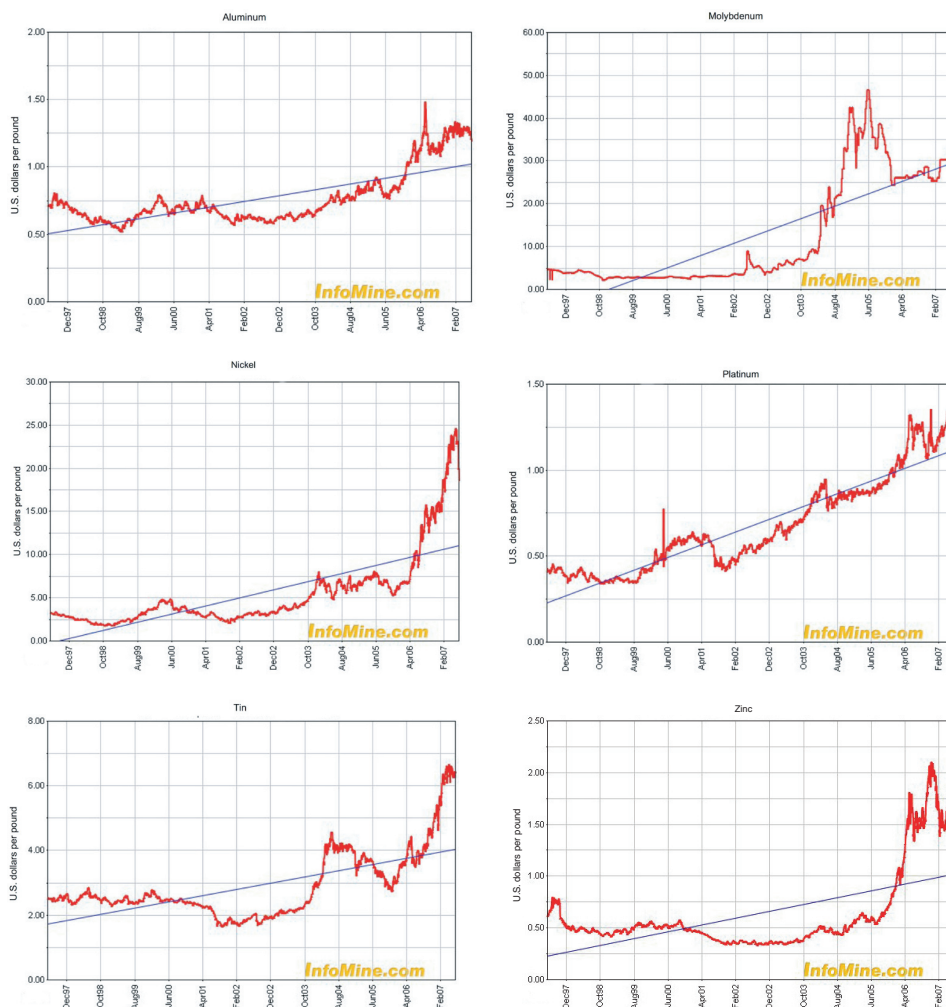 Aluminum
U.S. dollars per pound
2.00
1.50
1.00
0.50
0.00
InfoMine.com
Dec97 Oct98 Aug99 Jun00 Apr01 Feb02 Dec02 Oct03 Aug04 Jun05 Apr06 Feb07
Molybdenum
U.S. dollars per pound
60.00
50.00
40.00
30.00
20.00
10.00
0.00
InfoMine.com
Dec97 Oct98 Aug99 Jun00 Apr01 Feb02 Dec02 Oct03 Aug04 Jun05 Apr06 Feb07
Nickel
U.S. dollars per pound
30.00
25.00
20.00
15.00
10.00
5.00
0.00
InfoMine.com
Dec97 Oct98 Aug99 Jun00 Apr01 Feb02 Dec02 Oct03 Aug04 Jun05 Apr06 Feb07
Platinum
U.S. dollars per pound
1.50
1.00
0.50
0.00
InfoMine.com
Dec97 Oct98 Aug99 Jun00 Apr01 Feb02 Dec02 Oct03 Aug04 Jun05 Apr06 Feb07
Tin
U.S. dollars per pound
8.00
6.00
4.00
2.00
0.00
InfoMine.com
Dec97 Oct98 Aug99 Jun00 Apr01 Feb02 Dec02 Oct03 Aug04 Jun05 Apr06 Feb07
Zinc
U.S. dollars per pound
2.50
2.00
1.50
1.00
0.50
0.00
InfoMine.com
Dec97 Oct98 Aug99 Jun00 Apr01 Feb02 Dec02 Oct03 Aug04 Jun05 Apr06 Feb07